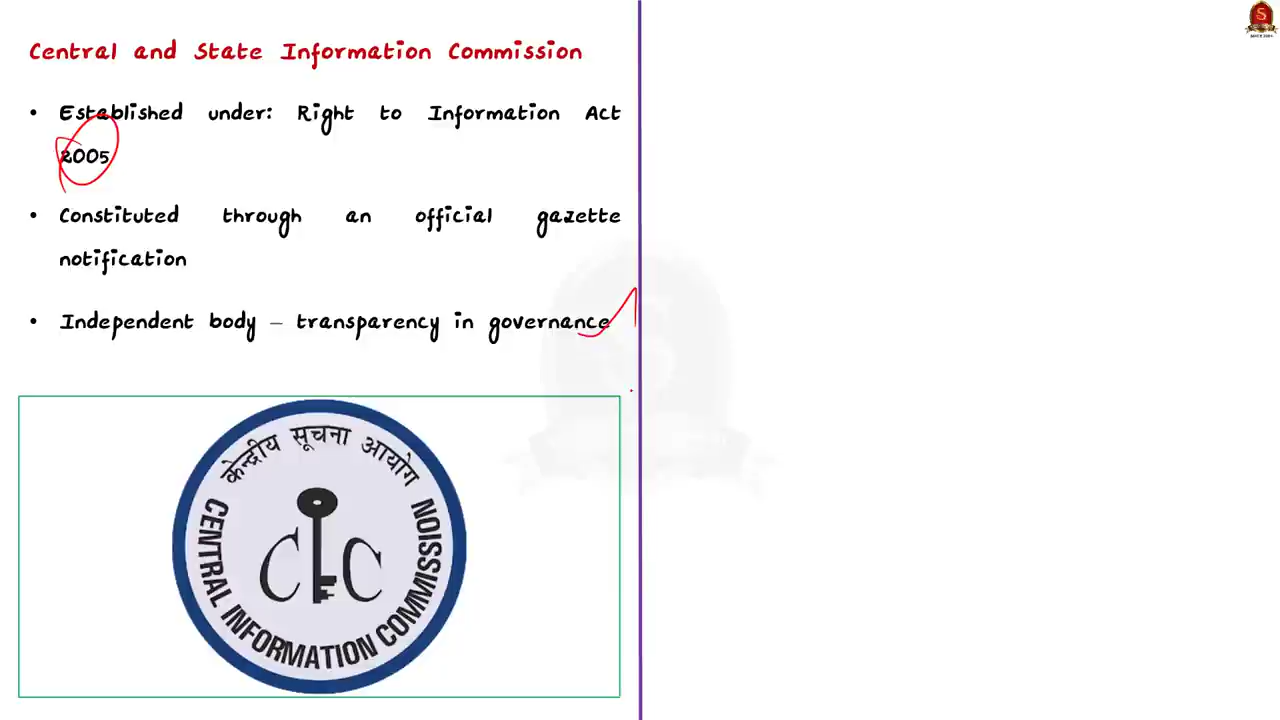 Central and State Information Commission
• Established under: Right to Information Act
2005
• Constituted through an official gazette
notification
• Independent body – transparency in governance
केन्द्रीय सूचना आयोग
CIC
CENTRAL INFORMATION COMMISSION
S
S